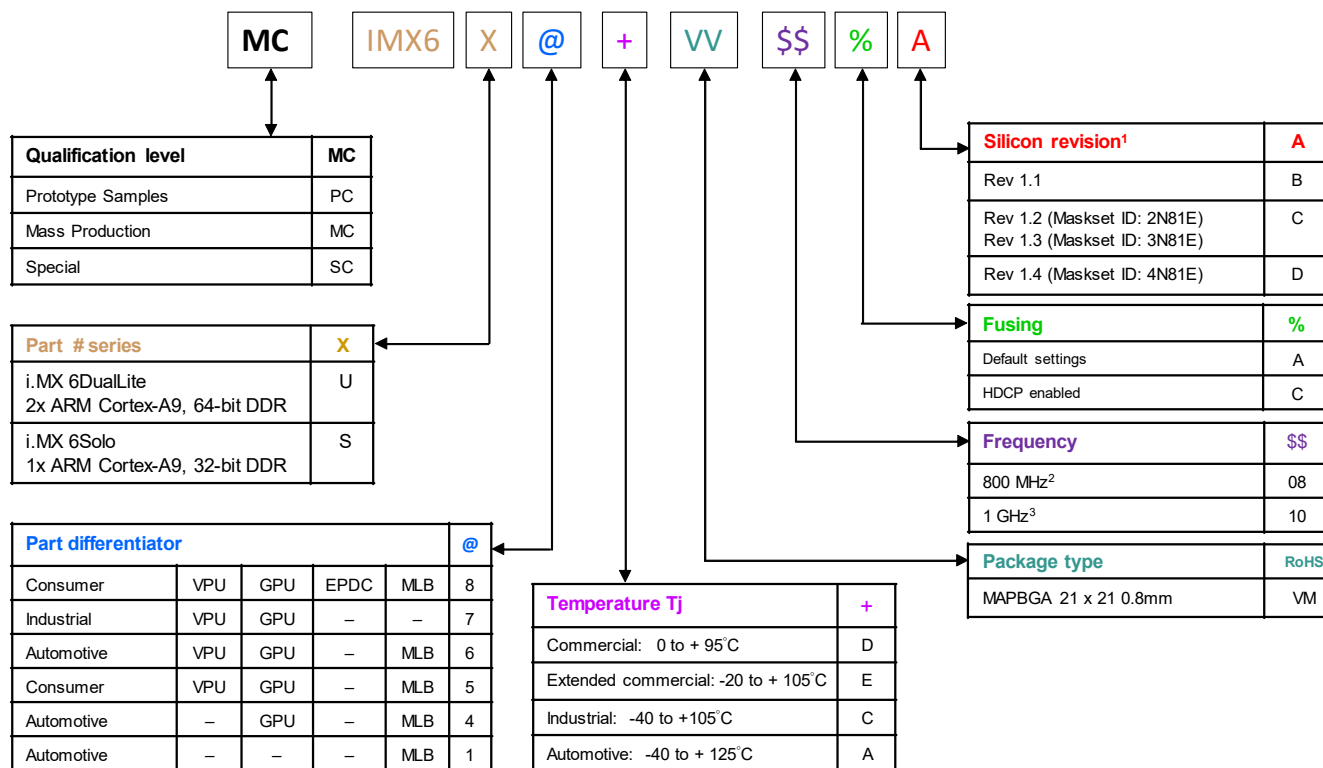 MC IMX6 X @ + VV $$ % A
Qualification level MC
Prototype Samples PC
Mass Production MC
Special SC
Part # series X
i.MX 6DualLite U
2x ARM Cortex-A9, 64-bit DDR
i.MX 6Solo S
1x ARM Cortex-A9, 32-bit DDR
Part differentiator @
Consumer VPU GPU EPDC MLB 8
Industrial VPU GPU – – 7
Automotive VPU GPU – MLB 6
Consumer VPU GPU – MLB 5
Automotive – GPU – MLB 4
Automotive – – – MLB 1
Temperature Tj +
Commercial: 0 to + 95°C D
Extended commercial: -20 to + 105°C E
Industrial: -40 to +105°C C
Automotive: -40 to + 125°C A
Silicon revision¹ A
Rev 1.1 B
Rev 1.2 (Maskset ID: 2N81E) C
Rev 1.3 (Maskset ID: 3N81E)
Rev 1.4 (Maskset ID: 4N81E) D
Fusing %
Default settings A
HDCP enabled C
Frequency $$
800 MHz² 08
1 GHz³ 10
Package type RoHS
MAPBGA 21 x 21 0.8mm VM